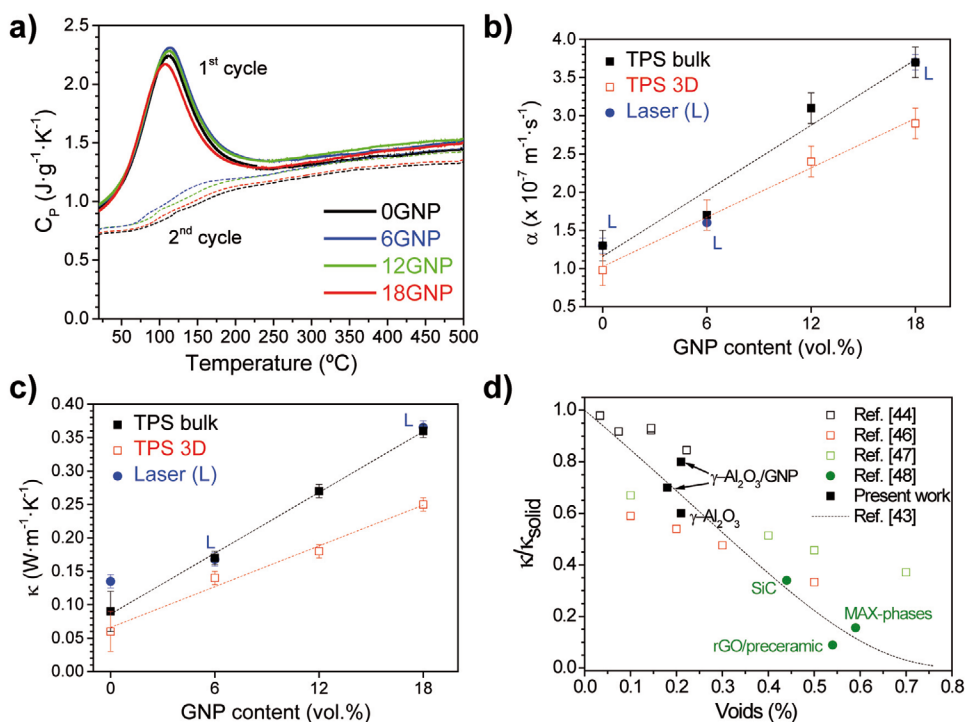 a)
2.5
2.0
1.5
1.0
0.5
0.0
C_P (J·g⁻¹·K⁻¹)
1st cycle
2nd cycle
0GNP
6GNP
12GNP
18GNP
50 100 150 200 250 300 350 400 450 500
Temperature (ºC)
b)
4.0
3.5
3.0
2.5
2.0
1.5
1.0
0.5
α (x 10⁻⁷ m⁻¹·s⁻¹)
TPS bulk
TPS 3D
Laser (L)
L
L
L
0 6 12 18
GNP content (vol.%)
c)
0.40
0.35
0.30
0.25
0.20
0.15
0.10
0.05
0.00
κ (W·m⁻¹·K⁻¹)
TPS bulk
TPS 3D
Laser (L)
L
L
0 6 12 18
GNP content (vol.%)
d)
1.0
0.8
0.6
0.4
0.2
0.0
κ/κsolid
Ref. [44]
Ref. [46]
Ref. [47]
Ref. [48]
Present work
Ref. [43]
γ-Al₂O₃/GNP
γ-Al₂O₃
SiC
MAX-phases
rGO/preceramic
0.0 0.1 0.2 0.3 0.4 0.5 0.6 0.7 0.8
Voids (%)